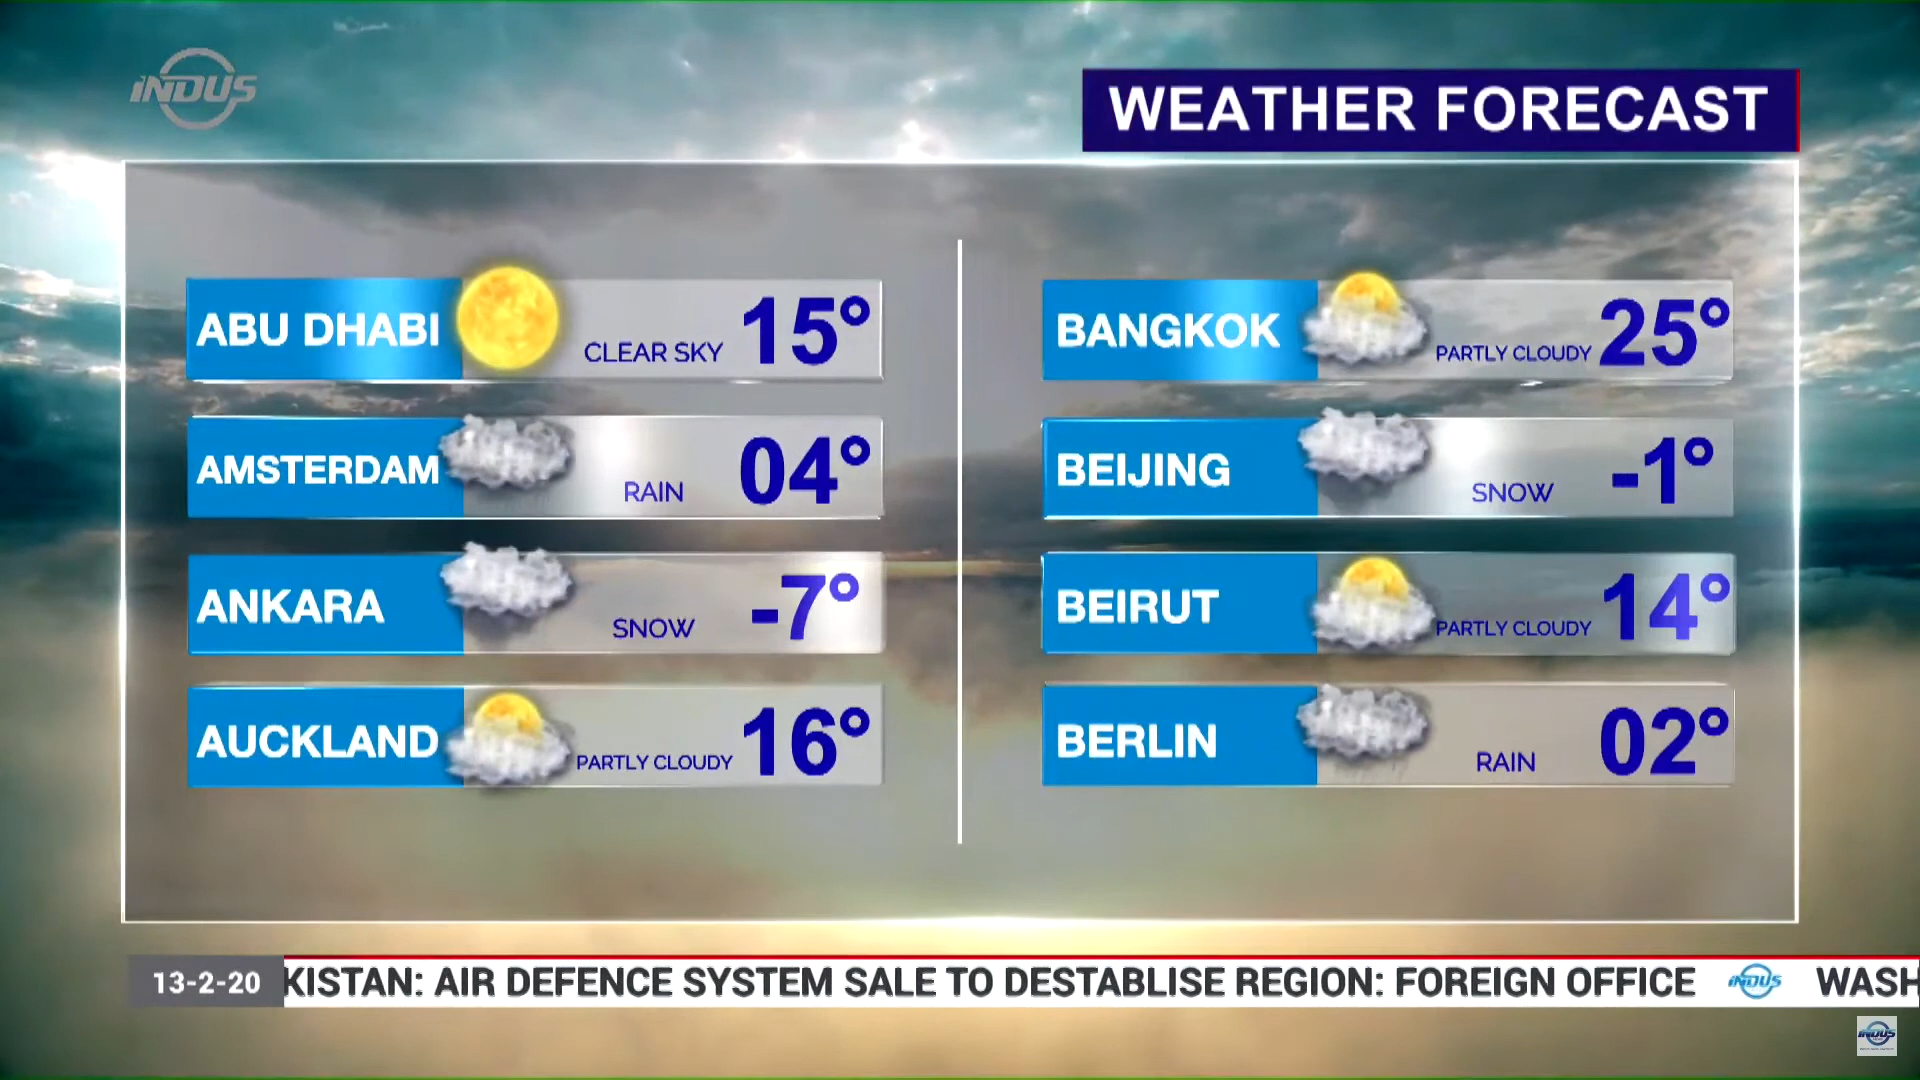 INDUS
WEATHER FORECAST
ABU DHABI CLEAR SKY 15°
AMSTERDAM RAIN 04°
ANKARA SNOW -7°
AUCKLAND PARTLY CLOUDY 16°
BANGKOK PARTLY CLOUDY 25°
BEIJING SNOW -1°
BEIRUT PARTLY CLOUDY 14°
BERLIN RAIN 02°
13-2-20 KISTAN: AIR DEFENCE SYSTEM SALE TO DESTABLISE REGION: FOREIGN OFFICE INDUS WASH
INDUS